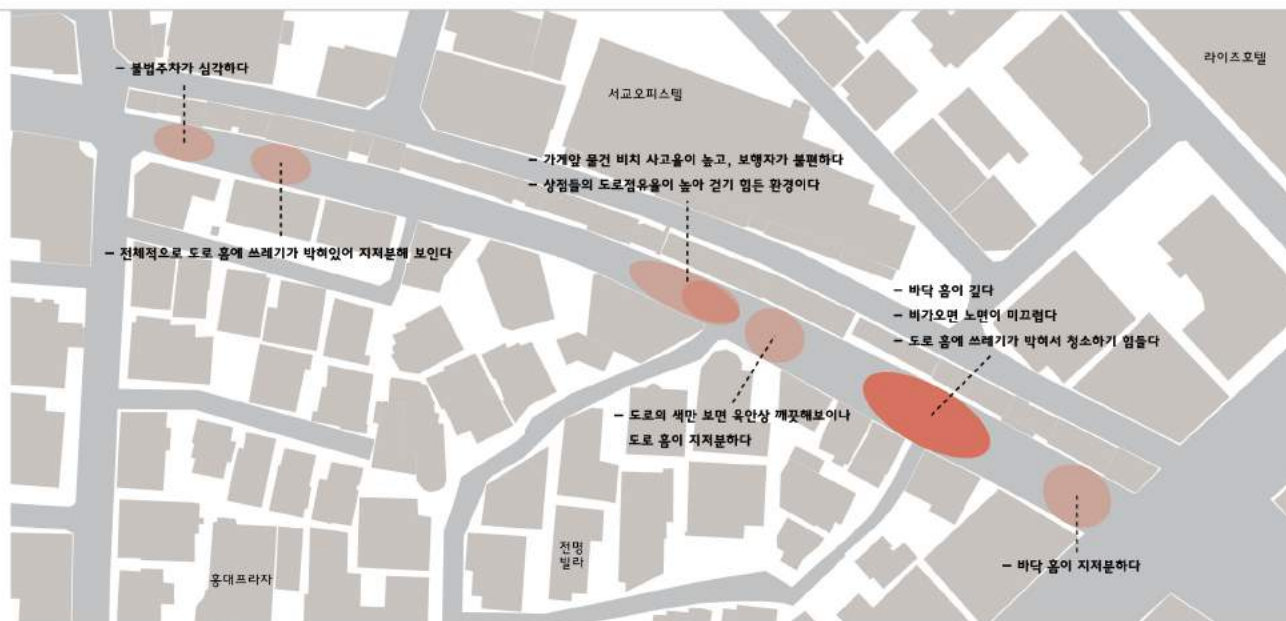 라이즈호텔
– 불법주차가 심각하다
서교오피스텔
– 가게앞 물건 비치 사고율이 높고, 보행자가 불편하다
– 상점들의 도로점유율이 높아 걷기 힘든 환경이다
– 전체적으로 도로 홈에 쓰레기가 박혀있어 지저분해 보인다
– 바닥 홈이 깊다
– 비가오면 노면이 미끄럽다
– 도로 홈에 쓰레기가 박혀서 청소하기 힘들다
– 도로의 색만 보면 육안상 깨끗해보이나
도로 홈이 지저분하다
전명
빌라
– 바닥 홈이 지저분하다
홍대프라자